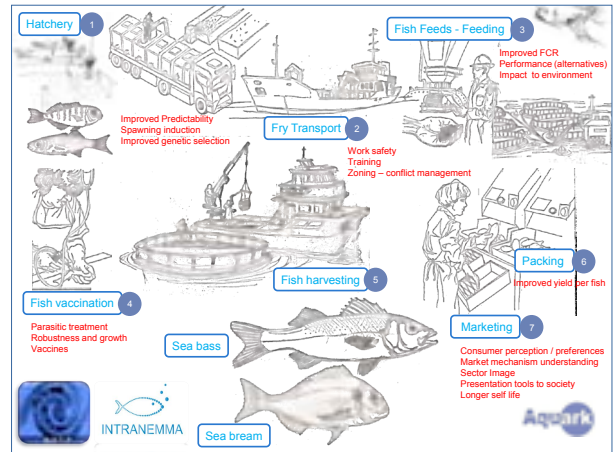 Hatchery 1
Improved Predictability
Spawning induction
Improved genetic selection
Fry Transport 2
Work safety
Training
Zoning – conflict management
Fish Feeds - Feeding 3
Improved FCR
Performance (alternatives)
Impact to environment
Fish vaccination 4
Parasitic treatment
Robustness and growth
Vaccines
Fish harvesting 5
Packing 6
Improved yield per fish
Marketing 7
Consumer perception / preferences
Market mechanism understanding
Sector Image
Presentation tools to society
Longer self life
Sea bass
Sea bream
INTRANEMMA
Aquark